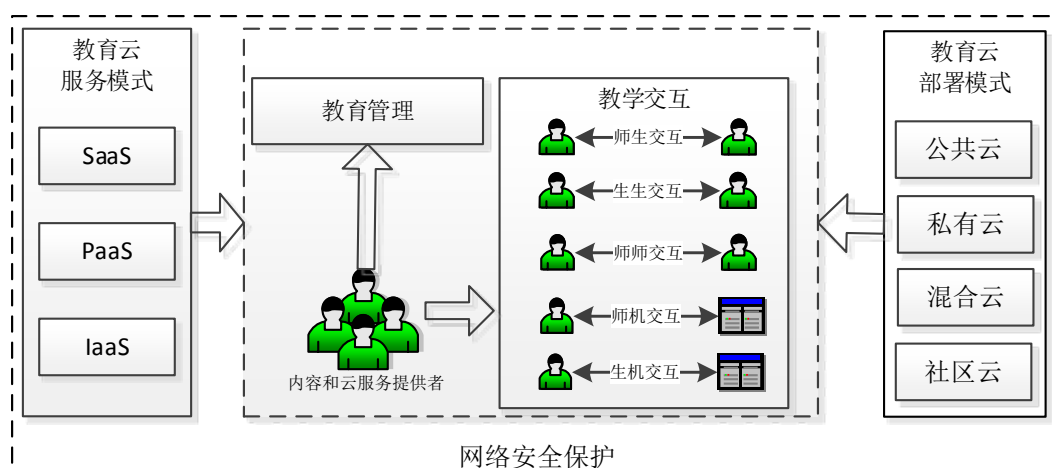 教育云
服务模式
SaaS
PaaS
IaaS
教育管理
内容和云服务提供者
教学交互
师生交互
生生交互
师师交互
师机交互
生机交互
教育云
部署模式
公共云
私有云
混合云
社区云
网络安全保护